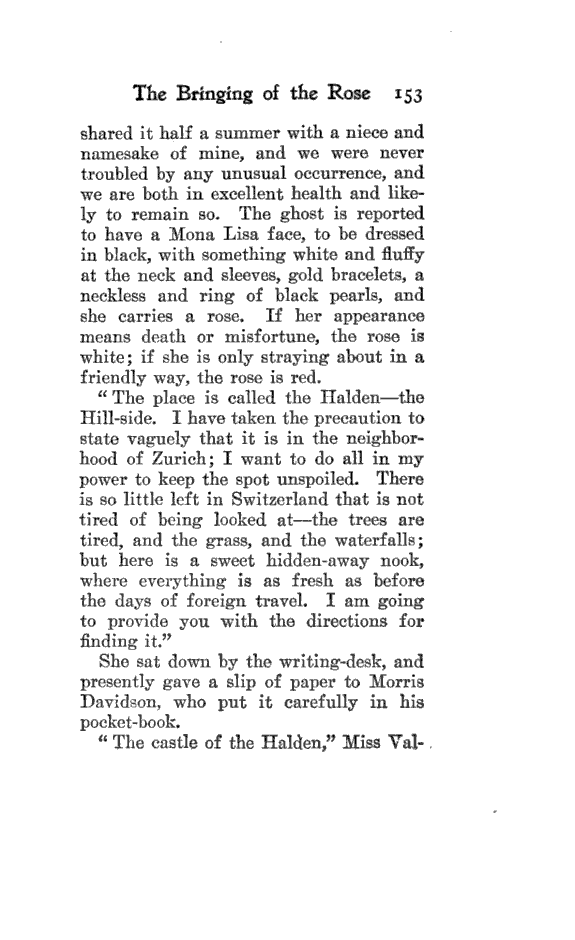 The Bringing of the Rose 153
shared it half a summer with a niece and
namesake of mine, and we were never
troubled by any unusual occurrence, and
we are both in excellent health and like-
ly to remain so. The ghost is reported
to have a Mona Lisa face, to be dressed
in black, with something white and fluffy
at the neck and sleeves, gold bracelets, a
neckless and ring of black pearls, and
she carries a rose. If her appearance
means death or misfortune, the rose is
white; if she is only straying about in a
friendly way, the rose is red.
“The place is called the Halden—the
Hill-side. I have taken the precaution to
state vaguely that it is in the neighbor-
hood of Zurich; I want to do all in my
power to keep the spot unspoiled. There
is so little left in Switzerland that is not
tired of being looked at—the trees are
tired, and the grass, and the waterfalls;
but here is a sweet hidden-away nook,
where everything is as fresh as before
the days of foreign travel. I am going
to provide you with the directions for
finding it.”
She sat down by the writing-desk, and
presently gave a slip of paper to Morris
Davidson, who put it carefully in his
pocket-book.
“The castle of the Halden,” Miss Val-